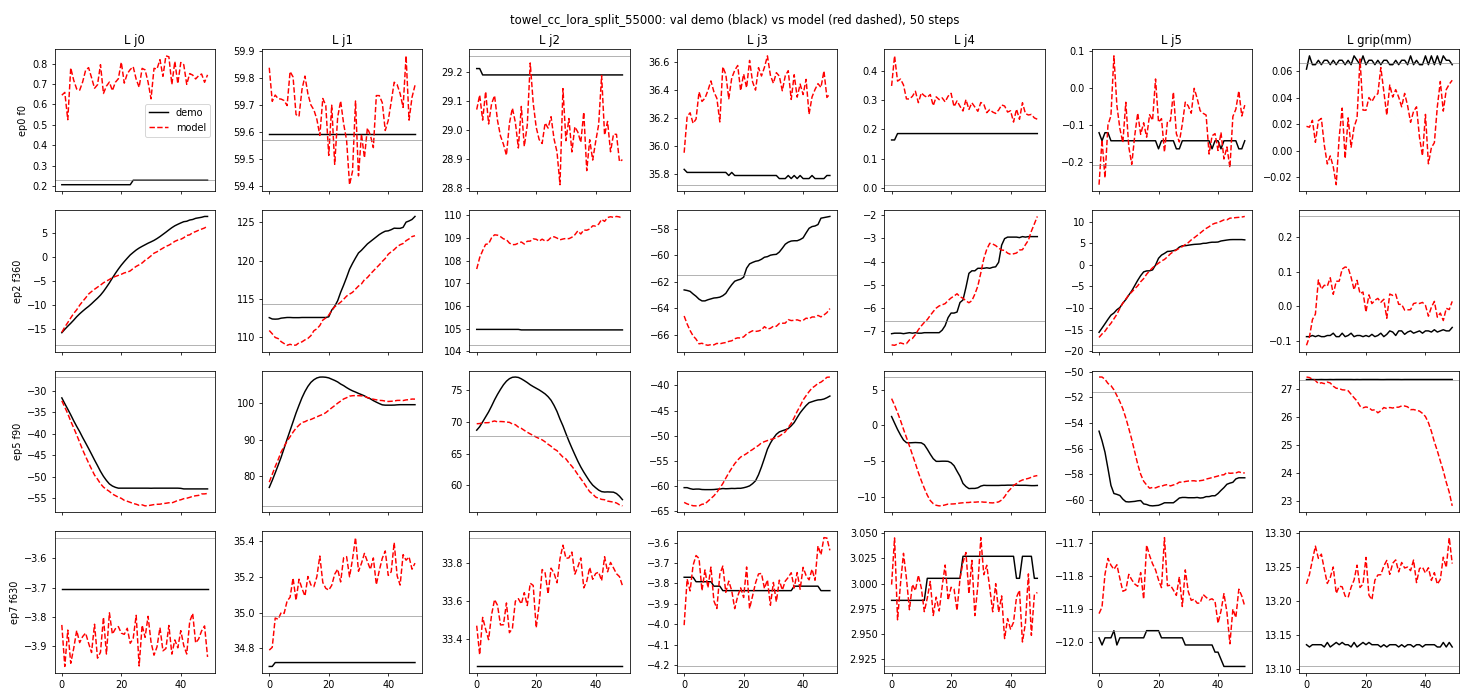 towel_cc_lora_split_55000: val demo (black) vs model (red dashed), 50 steps
L j0 L j1 L j2 L j3 L j4 L j5 L grip(mm)
ep0 f0
0.8 0.7 0.6 0.5 0.4 0.3 0.2
demo
model
59.9 59.8 59.7 59.6 59.5 59.4
29.2 29.1 29.0 28.9 28.8
36.6 36.4 36.2 36.0 35.8
0.4 0.3 0.2 0.1 0.0
0.1 0.0 −0.1 −0.2
0.06 0.04 0.02 0.00 −0.02
ep2 f360
5 0 −5 −10 −15
125 120 115 110
110 109 108 107 106 105 104
−58 −60 −62 −64 −66
−2 −3 −4 −5 −6 −7
10 5 0 −5 −10 −15 −20
0.2 0.1 0.0 −0.1
ep5 f90
−30 −35 −40 −45 −50 −55
100 90 80
75 70 65 60
−40 −45 −50 −55 −60 −65
5 0 −5 −10
−50 −52 −54 −56 −58 −60
27 26 25 24 23
ep7 f630
−3.6 −3.7 −3.8 −3.9
35.4 35.2 35.0 34.8
33.8 33.6 33.4
−3.6 −3.7 −3.8 −3.9 −4.0 −4.1 −4.2
3.050 3.025 3.000 2.975 2.950 2.925
−11.7 −11.8 −11.9 −12.0
13.30 13.25 13.20 13.15 13.10
0 20 40 0 20 40 0 20 40 0 20 40 0 20 40 0 20 40 0 20 40